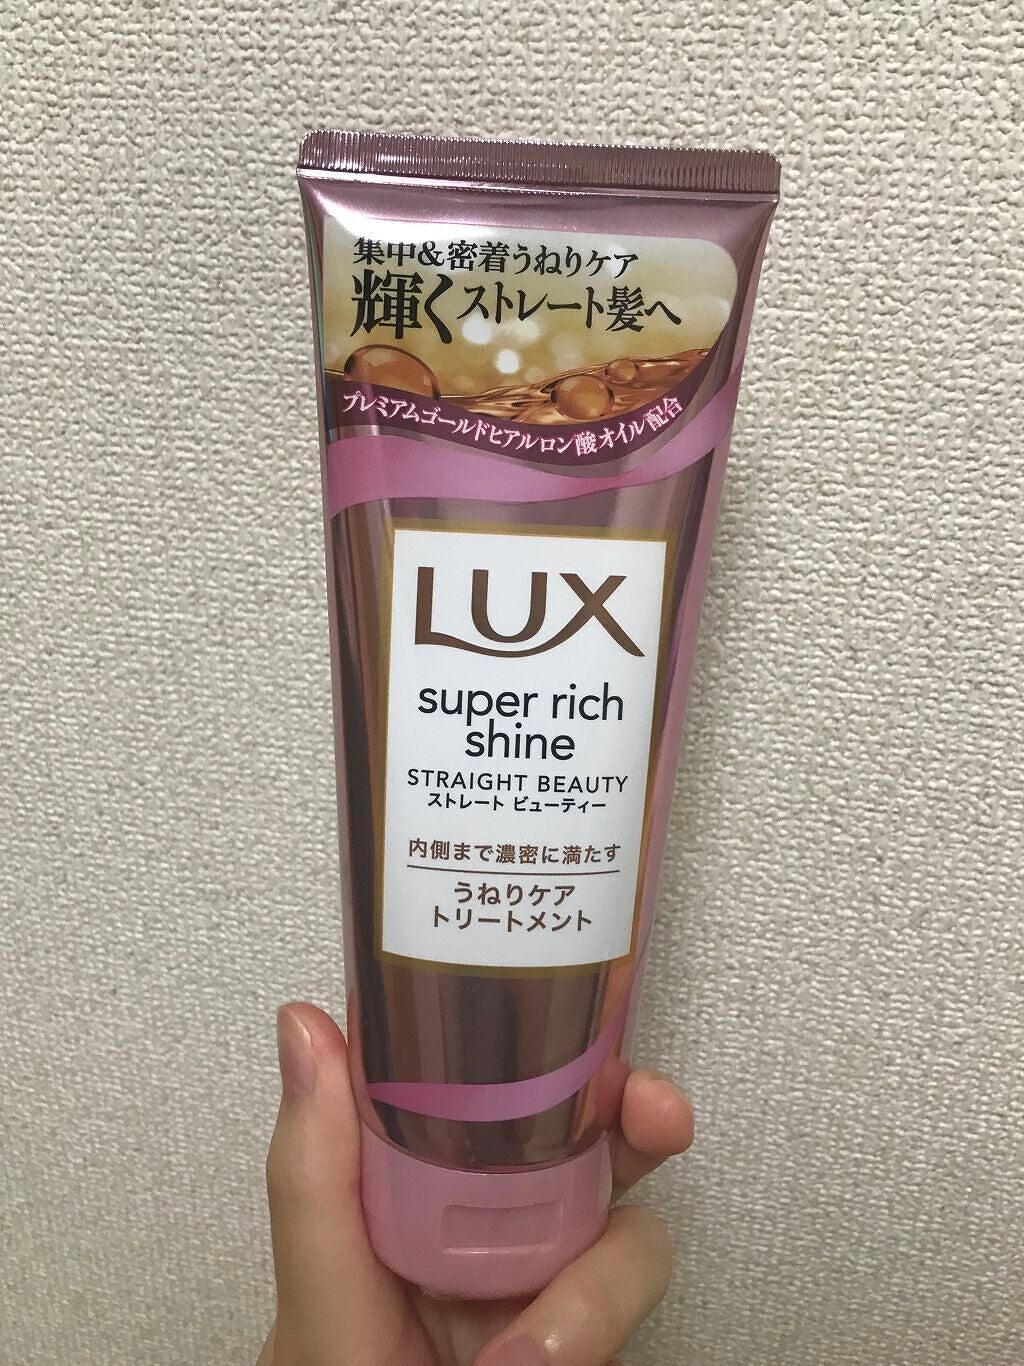 集中&密着うねりケア
輝くストレート髪へ
プレミアムゴールドヒアルロン酸オイル配合
LUX
super rich
shine
STRAIGHT BEAUTY
ストレート ビューティー
内側まで濃密に満たす
うねりケア
トリートメント